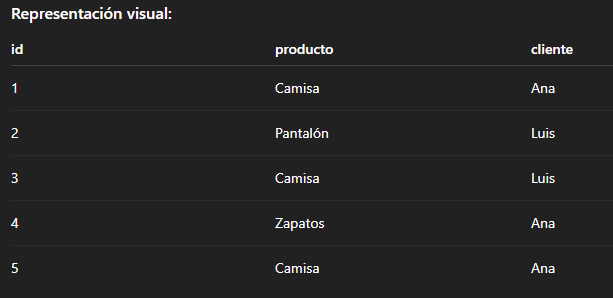 Representación visual:
id producto cliente
1 Camisa Ana
2 Pantalón Luis
3 Camisa Luis
4 Zapatos Ana
5 Camisa Ana